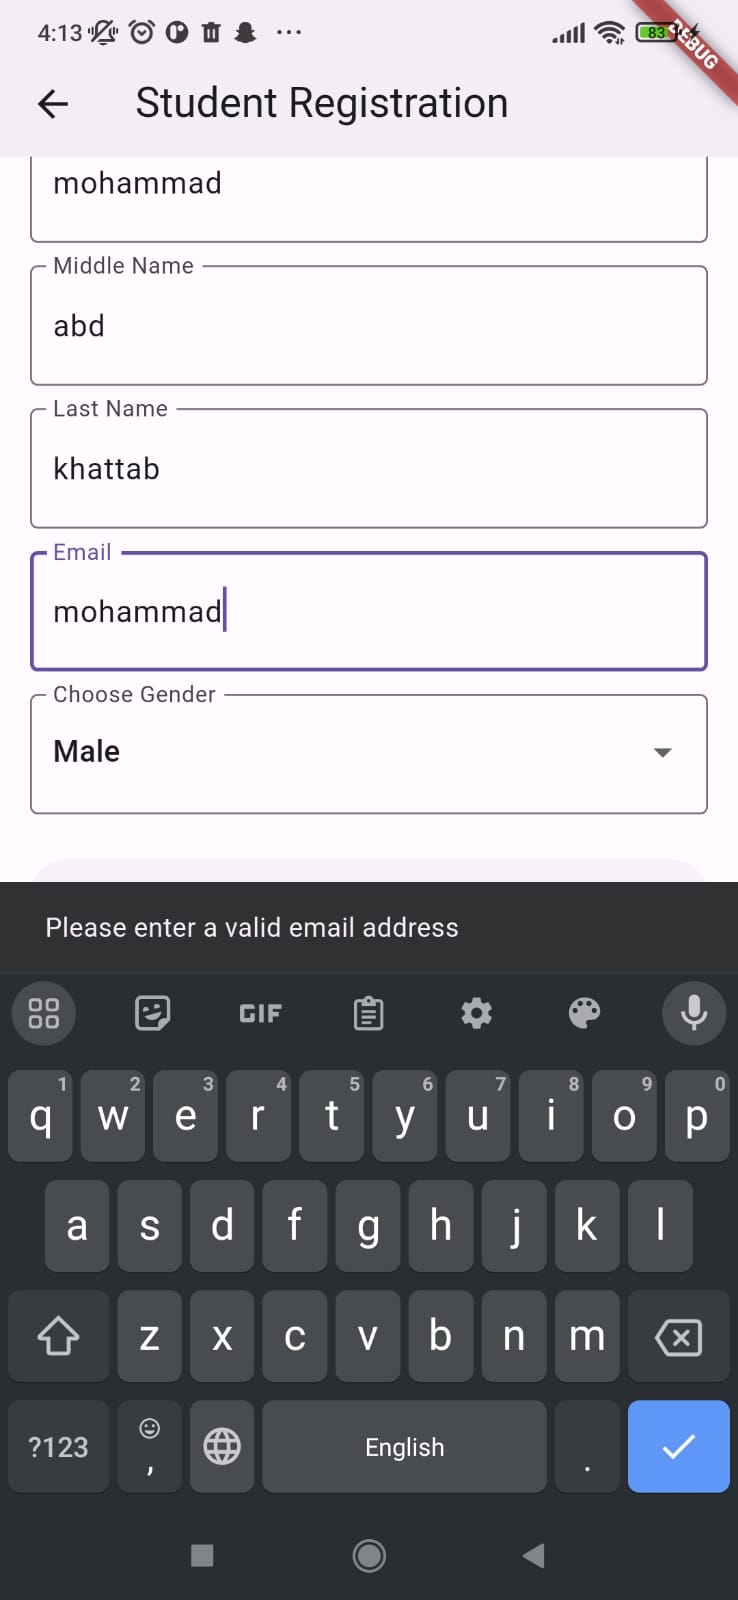 4:13
83
DEBUG
Student Registration
mohammad
Middle Name
abd
Last Name
khattab
Email
mohammad
Choose Gender
Male
Please enter a valid email address
GIF
1 2 3 4 5 6 7 8 9 0
q w e r t y u i o p
a s d f g h j k l
z x c v b n m
?123 , English .